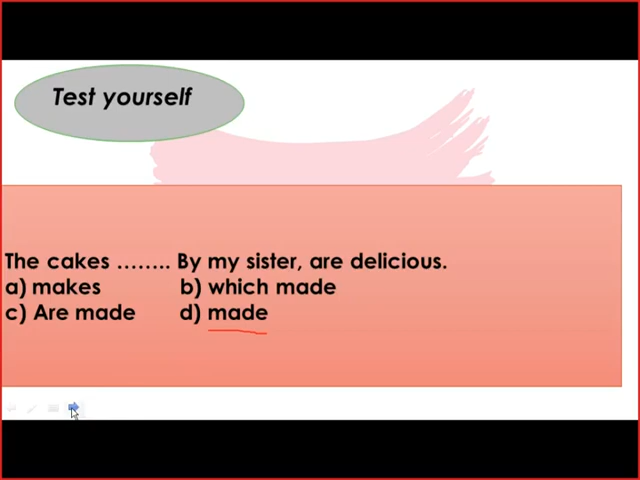 Test yourself
The cakes …….. By my sister, are delicious.
a) makes b) which made
c) Are made d) made